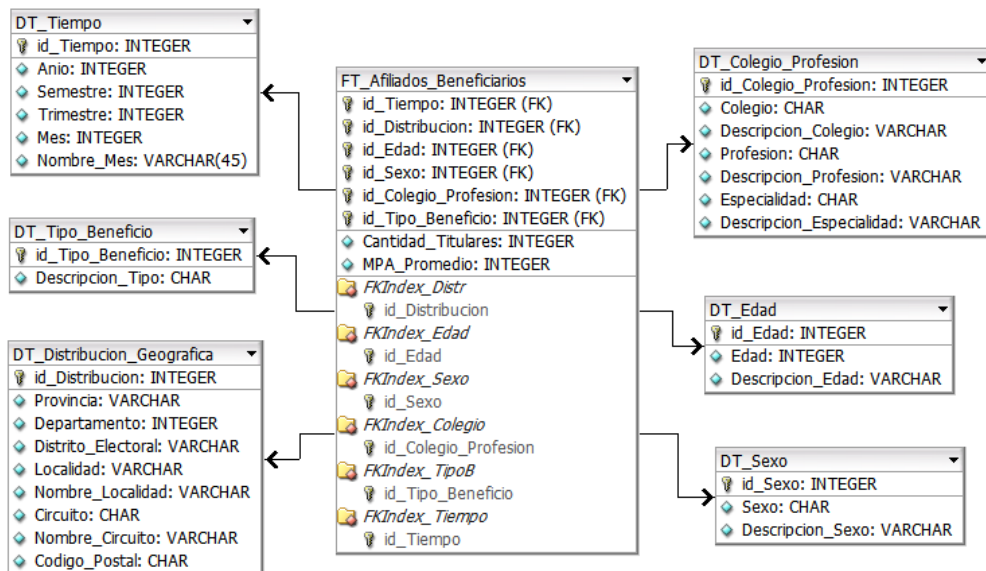 DT_Tiempo
id_Tiempo: INTEGER
Anio: INTEGER
Semestre: INTEGER
Trimestre: INTEGER
Mes: INTEGER
Nombre_Mes: VARCHAR(45)
DT_Tipo_Beneficio
id_Tipo_Beneficio: INTEGER
Descripcion_Tipo: CHAR
DT_Distribucion_Geografica
id_Distribucion: INTEGER
Provincia: VARCHAR
Departamento: INTEGER
Distrito_Electoral: VARCHAR
Localidad: VARCHAR
Nombre_Localidad: VARCHAR
Circuito: CHAR
Nombre_Circuito: VARCHAR
Codigo_Postal: CHAR
FT_Afiliados_Beneficiarios
id_Tiempo: INTEGER (FK)
id_Distribucion: INTEGER (FK)
id_Edad: INTEGER (FK)
id_Sexo: INTEGER (FK)
id_Colegio_Profesion: INTEGER (FK)
id_Tipo_Beneficio: INTEGER (FK)
Cantidad_Titulares: INTEGER
MPA_Promedio: INTEGER
FKIndex_Distr
id_Distribucion
FKIndex_Edad
id_Edad
FKIndex_Sexo
id_Sexo
FKIndex_Colegio
id_Colegio_Profesion
FKIndex_TipoB
id_Tipo_Beneficio
FKIndex_Tiempo
id_Tiempo
DT_Colegio_Profesion
id_Colegio_Profesion: INTEGER
Colegio: CHAR
Descripcion_Colegio: VARCHAR
Profesion: CHAR
Descripcion_Profesion: VARCHAR
Especialidad: CHAR
Descripcion_Especialidad: VARCHAR
DT_Edad
id_Edad: INTEGER
Edad: INTEGER
Descripcion_Edad: VARCHAR
DT_Sexo
id_Sexo: INTEGER
Sexo: CHAR
Descripcion_Sexo: VARCHAR